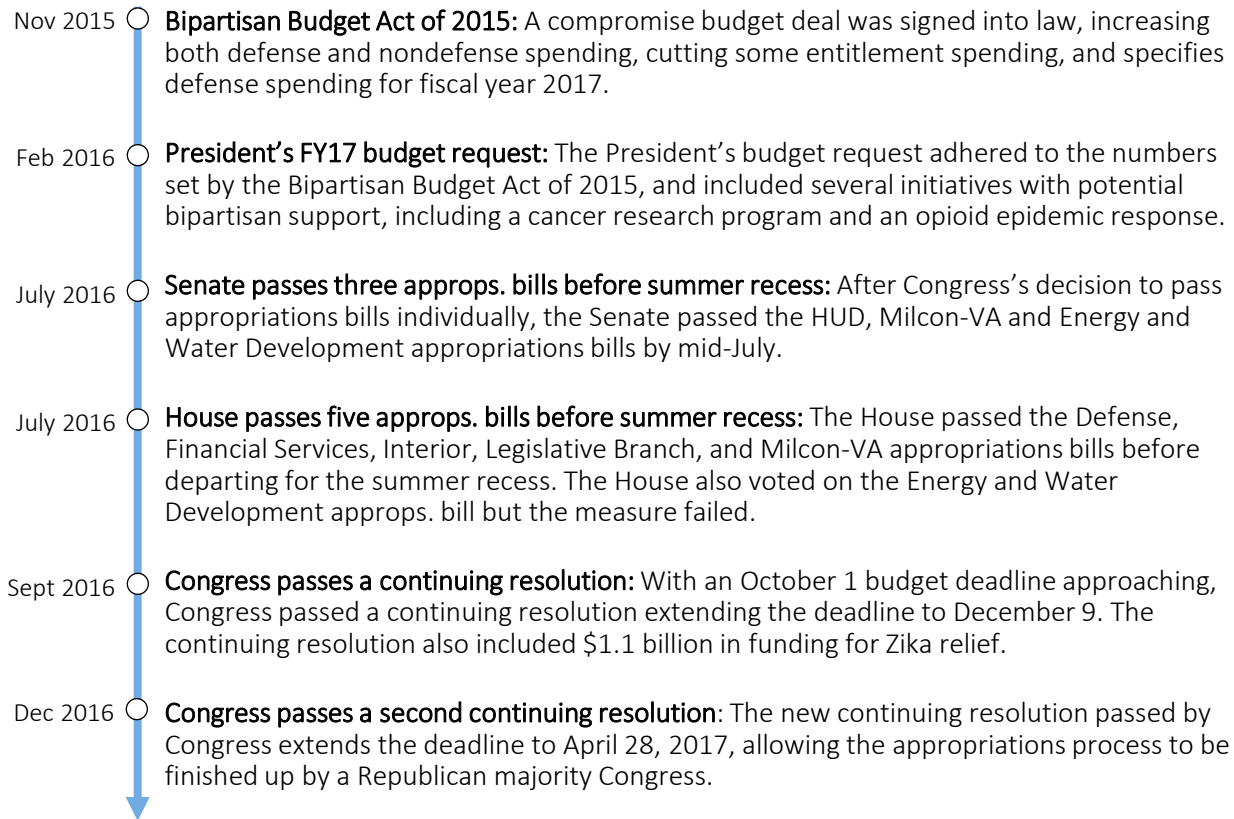 Nov 2015
Bipartisan Budget Act of 2015: A compromise budget deal was signed into law, increasing
both defense and nondefense spending, cutting some entitlement spending, and specifies
defense spending for fiscal year 2017.
Feb 2016
President’s FY17 budget request: The President’s budget request adhered to the numbers
set by the Bipartisan Budget Act of 2015, and included several initiatives with potential
bipartisan support, including a cancer research program and an opioid epidemic response.
July 2016
Senate passes three approps. bills before summer recess: After Congress’s decision to pass
appropriations bills individually, the Senate passed the HUD, Milcon-VA and Energy and
Water Development appropriations bills by mid-July.
July 2016
House passes five approps. bills before summer recess: The House passed the Defense,
Financial Services, Interior, Legislative Branch, and Milcon-VA appropriations bills before
departing for the summer recess. The House also voted on the Energy and Water
Development approps. bill but the measure failed.
Sept 2016
Congress passes a continuing resolution: With an October 1 budget deadline approaching,
Congress passed a continuing resolution extending the deadline to December 9. The
continuing resolution also included $1.1 billion in funding for Zika relief.
Dec 2016
Congress passes a second continuing resolution: The new continuing resolution passed by
Congress extends the deadline to April 28, 2017, allowing the appropriations process to be
finished up by a Republican majority Congress.